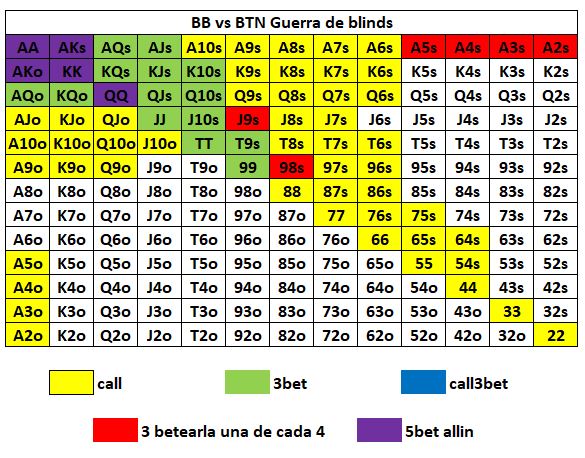 BB vs BTN Guerra de blinds
AA AKs AQs AJs A10s A9s A8s A7s A6s A5s A4s A3s A2s
AKo KK KQs KJs K10s K9s K8s K7s K6s K5s K4s K3s K2s
AQo KQo QQ QJs Q10s Q9s Q8s Q7s Q6s Q5s Q4s Q3s Q2s
AJo KJo QJo JJ J10s J9s J8s J7s J6s J5s J4s J3s J2s
A10o K10o Q10o J10o TT T9s T8s T7s T6s T5s T4s T3s T2s
A9o K9o Q9o J9o T9o 99 98s 97s 96s 95s 94s 93s 92s
A8o K8o Q8o J8o T8o 98o 88 87s 86s 85s 84s 83s 82s
A7o K7o Q7o J7o T7o 97o 87o 77 76s 75s 74s 73s 72s
A6o K6o Q6o J6o T6o 96o 86o 76o 66 65s 64s 63s 62s
A5o K5o Q5o J5o T5o 95o 85o 75o 65o 55 54s 53s 52s
A4o K4o Q4o J4o T4o 94o 84o 74o 64o 54o 44 43s 42s
A3o K3o Q3o J3o T3o 93o 83o 73o 63o 53o 43o 33 32s
A2o K2o Q2o J2o T2o 92o 82o 72o 62o 52o 42o 32o 22
call 3bet call3bet
3 betearla una de cada 4 5bet allin